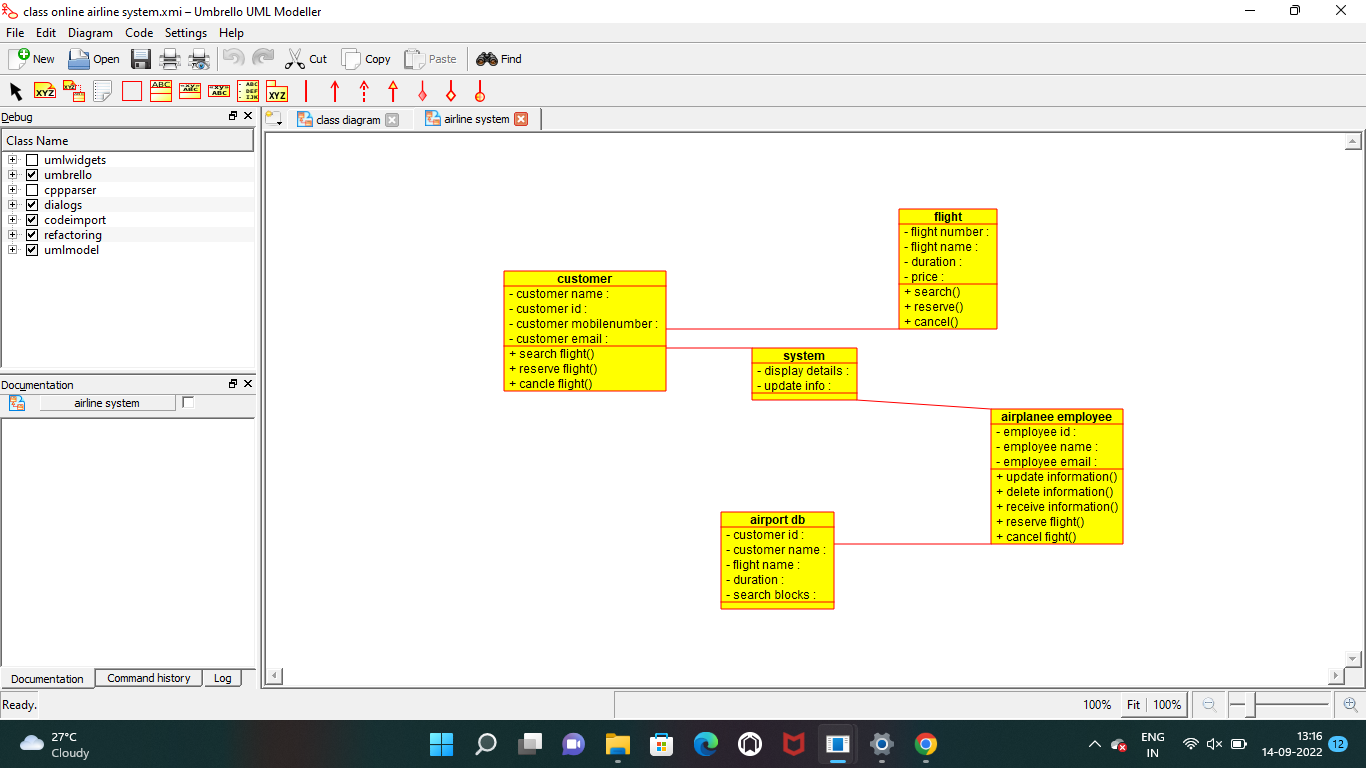 class online airline system.xmi – Umbrello UML Modeller
File Edit Diagram Code Settings Help
New Open Cut Copy Paste Find
XYZ XYZ ABC -xy- ABC -xy- ABC - ABC DEF IJK XYZ
Debug
Class Name
umlwidgets
umbrello
cppparser
dialogs
codeimport
refactoring
umlmodel
Documentation
airline system
Documentation Command history Log
class diagram airline system
flight
- flight number :
- flight name :
- duration :
- price :
+ search()
+ reserve()
+ cancel()
customer
- customer name :
- customer id :
- customer mobilenumber :
- customer email :
+ search flight()
+ reserve flight()
+ cancle flight()
system
- display details :
- update info :
airplanee employee
- employee id :
- employee name :
- employee email :
+ update information()
+ delete information()
+ receive information()
+ reserve flight()
+ cancel fight()
airport db
- customer id :
- customer name :
- flight name :
- duration :
- search blocks :
Ready. 100% Fit 100%
27°C
Cloudy
ENG
IN
13:16
14-09-2022
12